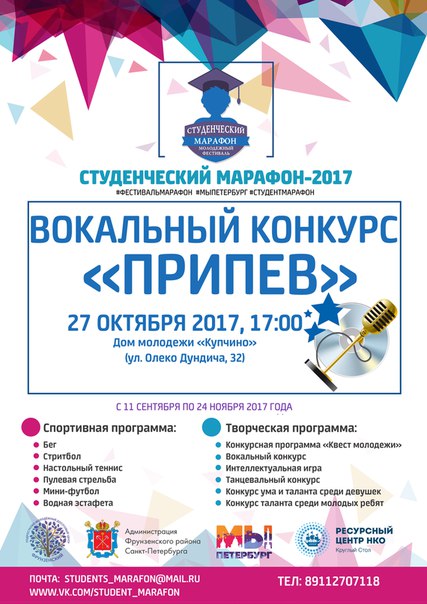 СТУДЕНЧЕСКИЙ
МАРАФОН
МОЛОДЕЖНЫЙ
ФЕСТИВАЛЬ
СТУДЕНЧЕСКИЙ МАРАФОН-2017
#ФЕСТИВАЛЬМАРАФОН #МЫПЕТЕРБУРГ #СТУДЕНТМАРАФОН
ВОКАЛЬНЫЙ КОНКУРС
«ПРИПЕВ»
27 ОКТЯБРЯ 2017, 17:00
Дом молодежи «Купчино»
(ул. Олеко Дундича, 32)
С 11 СЕНТЯБРЯ ПО 24 НОЯБРЯ 2017 ГОДА
Спортивная программа:
Бег
Стритбол
Настольный теннис
Пулевая стрельба
Мини-футбол
Водная эстафета
Творческая программа:
Конкурсная программа «Квест молодежи»
Вокальный конкурс
Интеллектуальная игра
Танцевальный конкурс
Конкурс ума и таланта среди девушек
Конкурс таланта среди молодых ребят
Администрация
Фрунзенского района
Санкт-Петербурга
МЫ
ПЕТЕРБУРГ
РЕСУРСНЫЙ
ЦЕНТР НКО
Круглый Стол
ПОЧТА: STUDENTS_MARAFON@MAIL.RU
WWW.VK.COM/STUDENT_MARAFON
ТЕЛ: 89112707118